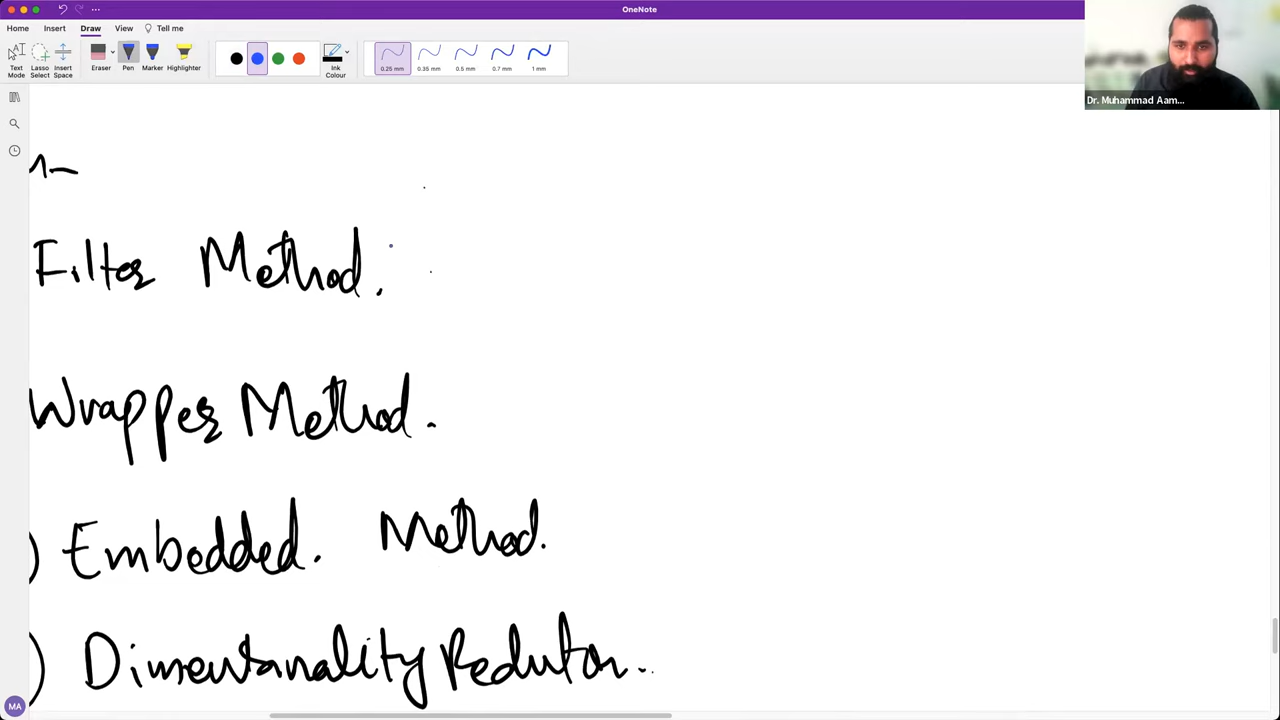 OneNote
Home Insert Draw View Tell me
Text Mode Lasso Select Insert Space Eraser Pen Marker Highlighter Ink Colour 0.25 mm 0.35 mm 0.5 mm 0.7 mm 1 mm
Dr. Muhammad Aam...
Filter Method.
Wrapper Method.
) Embedded. Method.
) Dimentanality Redution.
MA